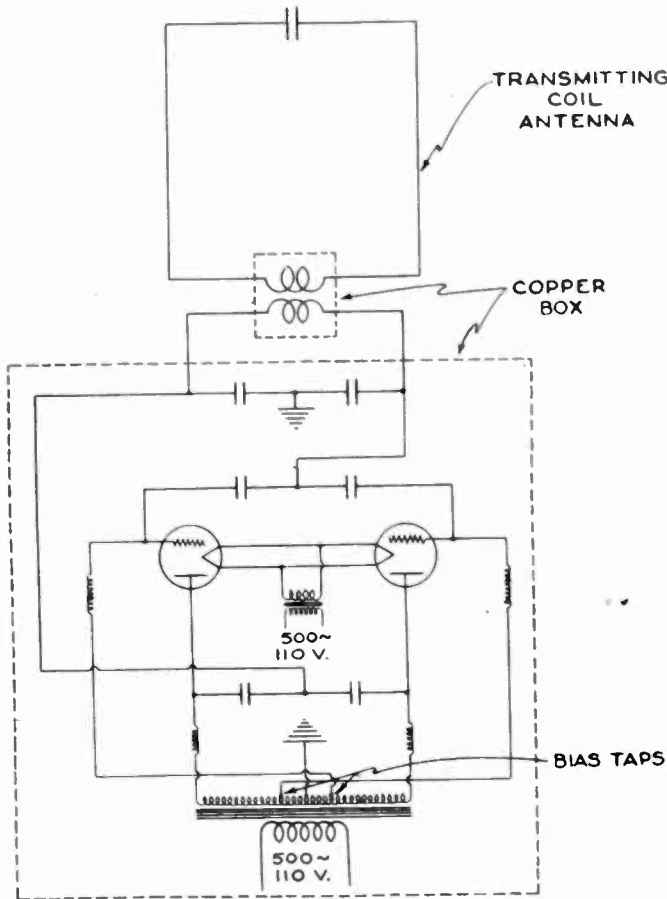 TRANSMITTING
COIL
ANTENNA
COPPER
BOX
500~
110 V.
BIAS TAPS
500~
110 V.